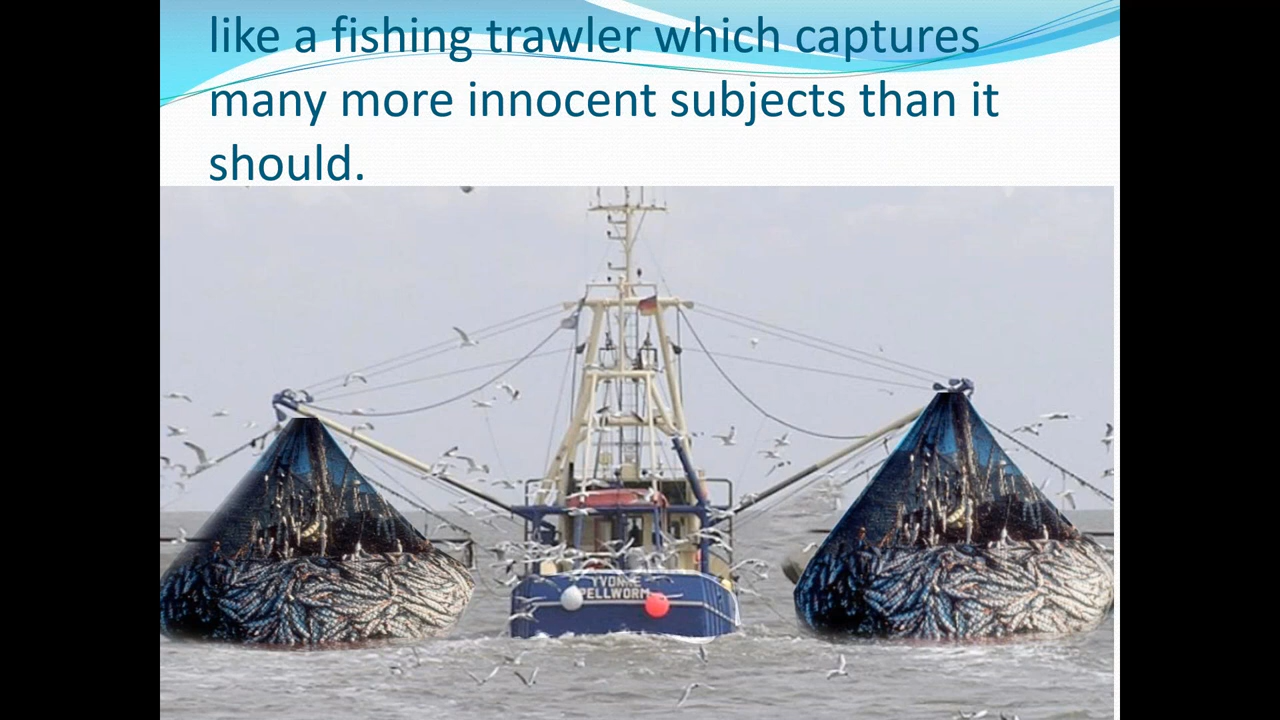 like a fishing trawler which captures
many more innocent subjects than it
should.
YVONNE
PELLWORM